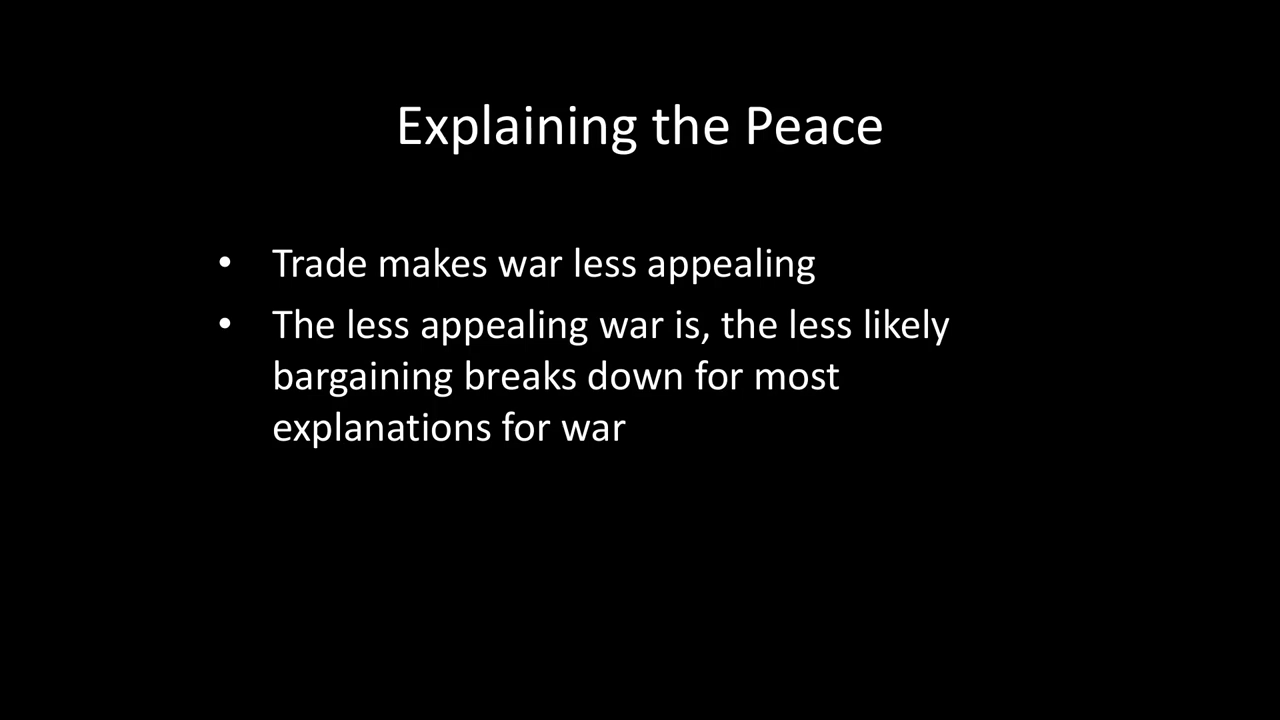 Explaining the Peace
• Trade makes war less appealing
• The less appealing war is, the less likely
bargaining breaks down for most
explanations for war